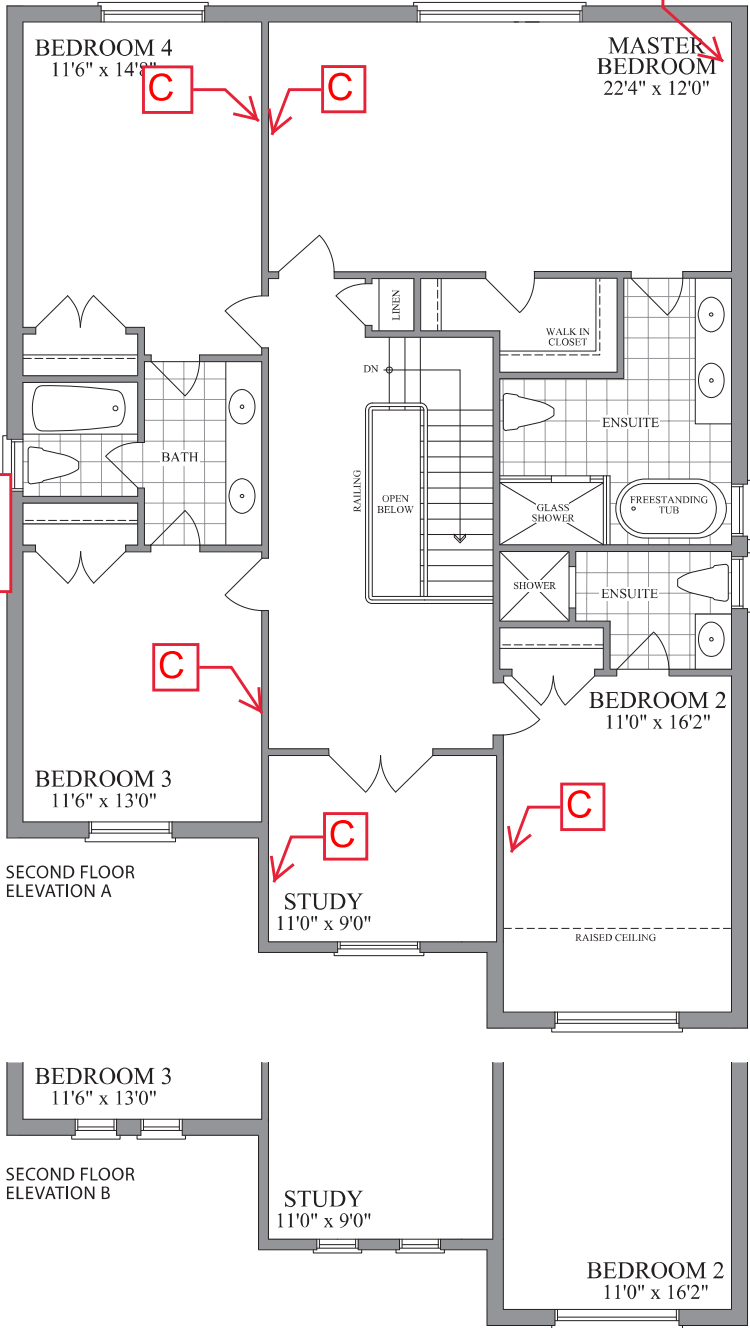 BEDROOM 4
11'6" x 14'8"
C
C
MASTER
BEDROOM
22'4" x 12'0"
LINEN
WALK IN
CLOSET
DN
ENSUITE
BATH
RAILING
OPEN
BELOW
GLASS
SHOWER
FREESTANDING
TUB
SHOWER
ENSUITE
C
BEDROOM 2
11'0" x 16'2"
BEDROOM 3
11'6" x 13'0"
C
C
SECOND FLOOR
ELEVATION A
STUDY
11'0" x 9'0"
RAISED CEILING
BEDROOM 3
11'6" x 13'0"
SECOND FLOOR
ELEVATION B
STUDY
11'0" x 9'0"
BEDROOM 2
11'0" x 16'2"